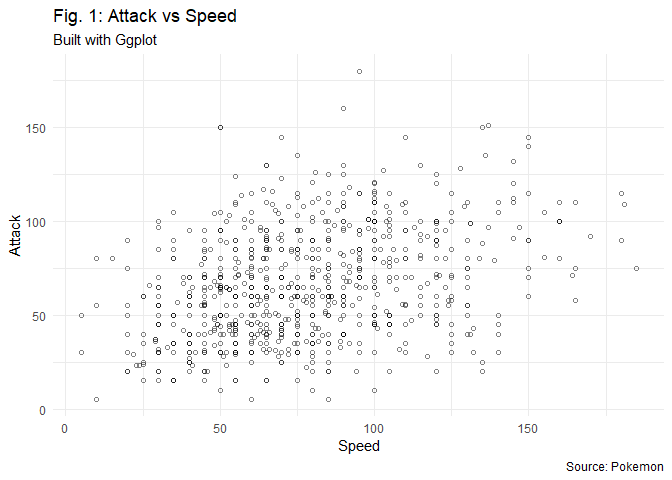 Fig. 1: Attack vs Speed
Built with Ggplot
Attack
150
100
50
0
0 50 100 150
Speed
Source: Pokemon